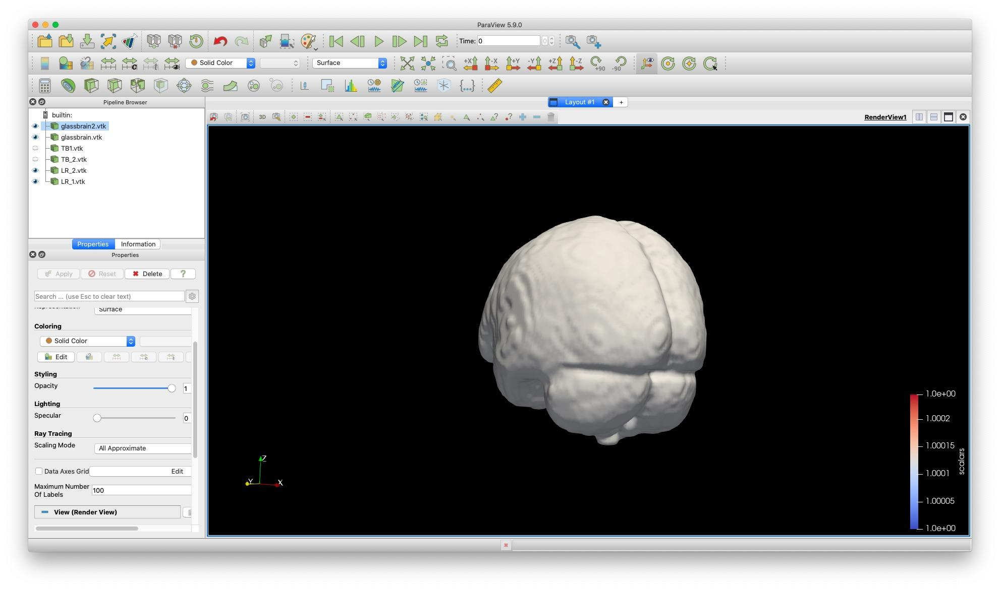 ParaView 5.9.0
Time: 0 0
Solid Color Surface +X -X +Y -Y +Z -Z +90 -90
Pipeline Browser
Layout #1 +
builtin:
3D
RenderView1
glassbrain2.vtk
glassbrain.vtk
TB1.vtk
TB_2.vtk
LR_2.vtk
LR_1.vtk
Properties Information
Properties
Apply Reset Delete ?
Search ... (use Esc to clear text)
Representation Surface
Coloring
Solid Color
Edit
Styling
Opacity 1
Lighting
Specular 0
Ray Tracing
Scaling Mode All Approximate
Data Axes Grid Edit
Maximum Number
Of Labels 100
View (Render View)
Z
Y X
1.0e+00
1.0002
1.00015
1.0001
1.00005
1.0e+00
scalars